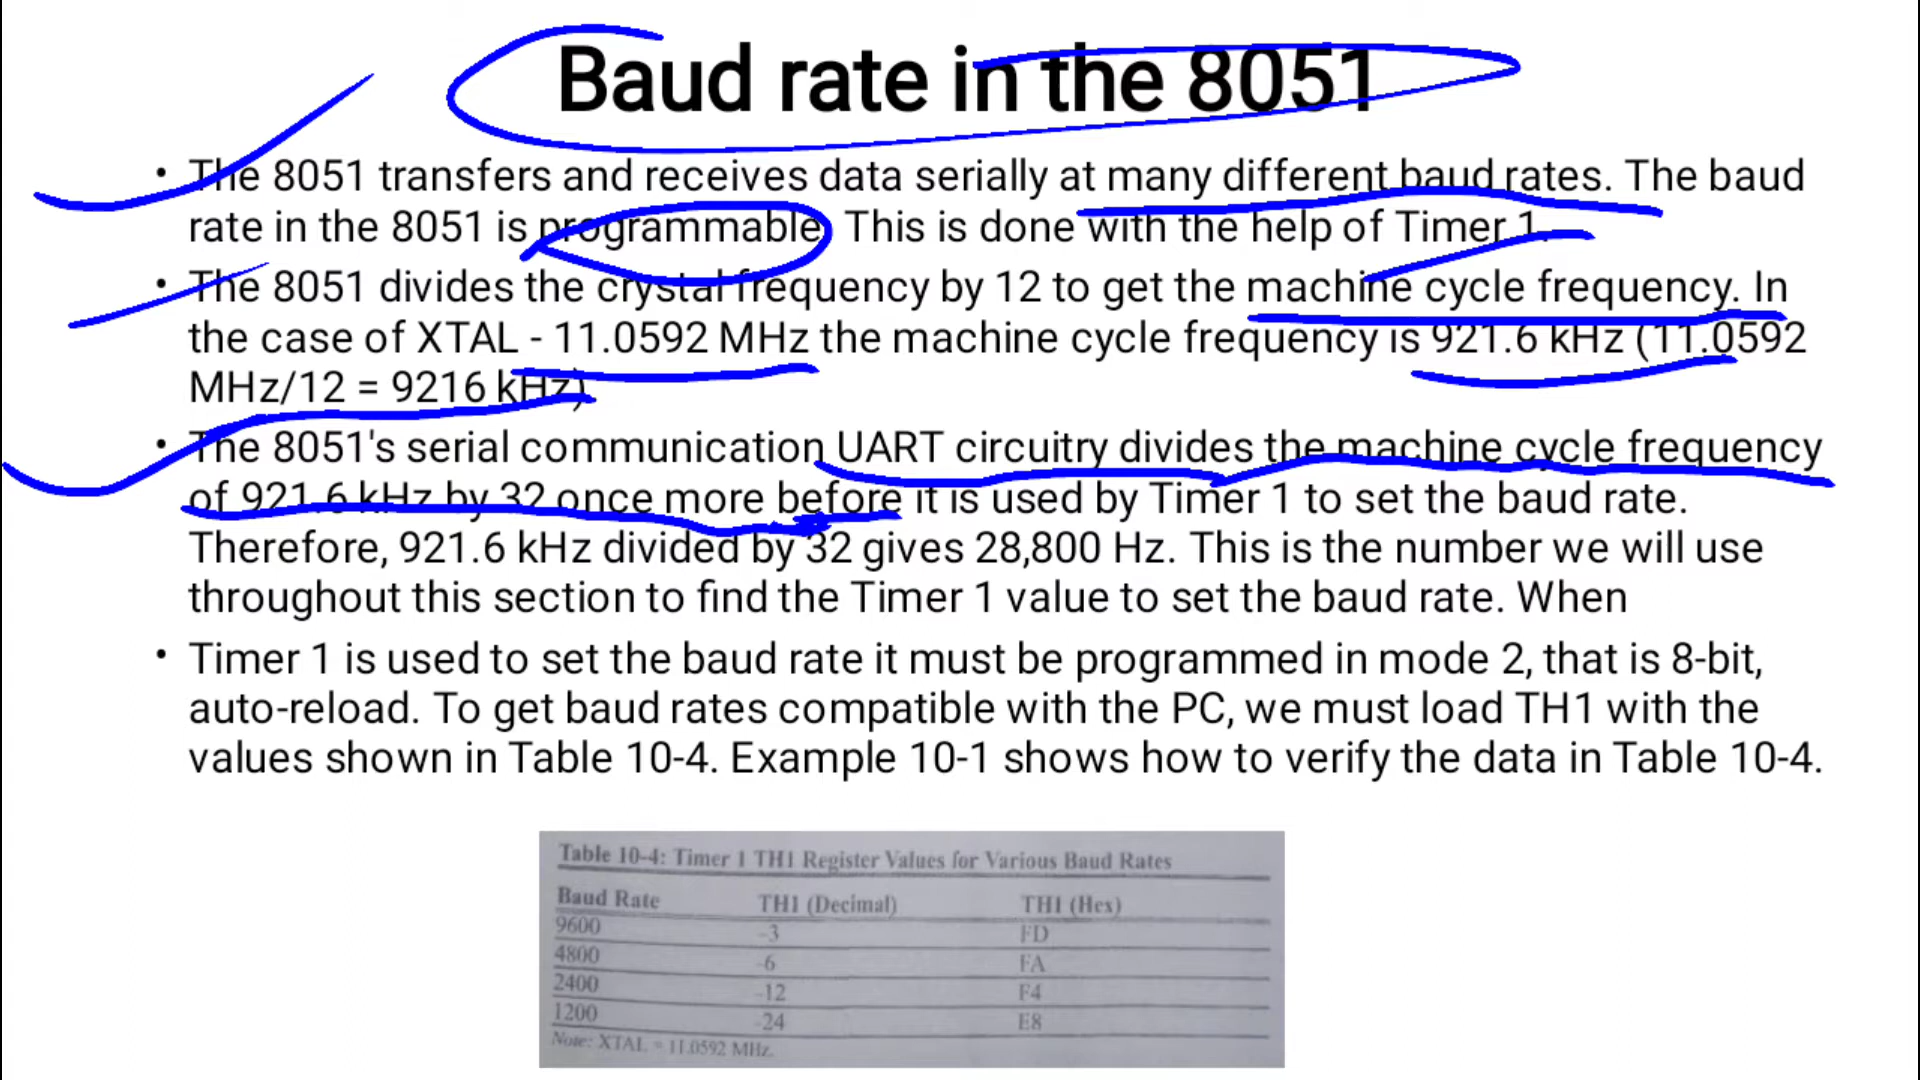 Baud rate in the 8051
• The 8051 transfers and receives data serially at many different baud rates. The baud
rate in the 8051 is programmable. This is done with the help of Timer 1.
• The 8051 divides the crystal frequency by 12 to get the machine cycle frequency. In
the case of XTAL - 11.0592 MHz the machine cycle frequency is 921.6 kHz (11.0592
MHz/12 = 9216 kHz)
• The 8051's serial communication UART circuitry divides the machine cycle frequency
of 921.6 kHz by 32 once more before it is used by Timer 1 to set the baud rate.
Therefore, 921.6 kHz divided by 32 gives 28,800 Hz. This is the number we will use
throughout this section to find the Timer 1 value to set the baud rate. When
• Timer 1 is used to set the baud rate it must be programmed in mode 2, that is 8-bit,
auto-reload. To get baud rates compatible with the PC, we must load TH1 with the
values shown in Table 10-4. Example 10-1 shows how to verify the data in Table 10-4.
Table 10-4: Timer 1 TH1 Register Values for Various Baud Rates
Baud Rate TH1 (Decimal) TH1 (Hex)
9600 -3 FD
4800 -6 FA
2400 -12 F4
1200 -24 E8
Note: XTAL = 11.0592 MHz.